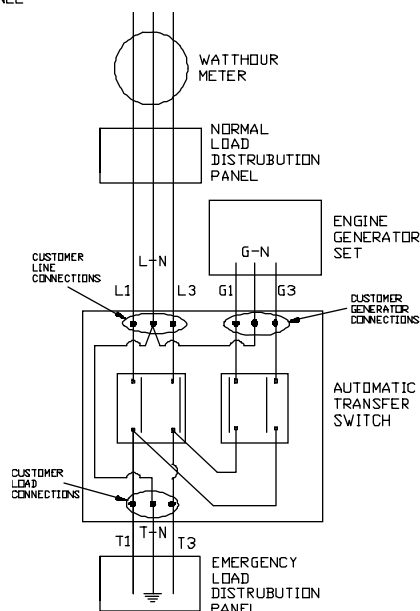 WATTHOUR
METER
NORMAL
LOAD
DISTRUBUTION
PANEL
ENGINE
GENERATOR
SET
G-N
L-N
CUSTOMER
LINE
CONNECTIONS
L1
L3
G1
G3
CUSTOMER
GENERATOR
CONNECTIONS
AUTOMATIC
TRANSFER
SWITCH
CUSTOMER
LOAD
CONNECTIONS
T-N
T1
T3
EMERGENCY
LOAD
DISTRUBUTION
PANEL